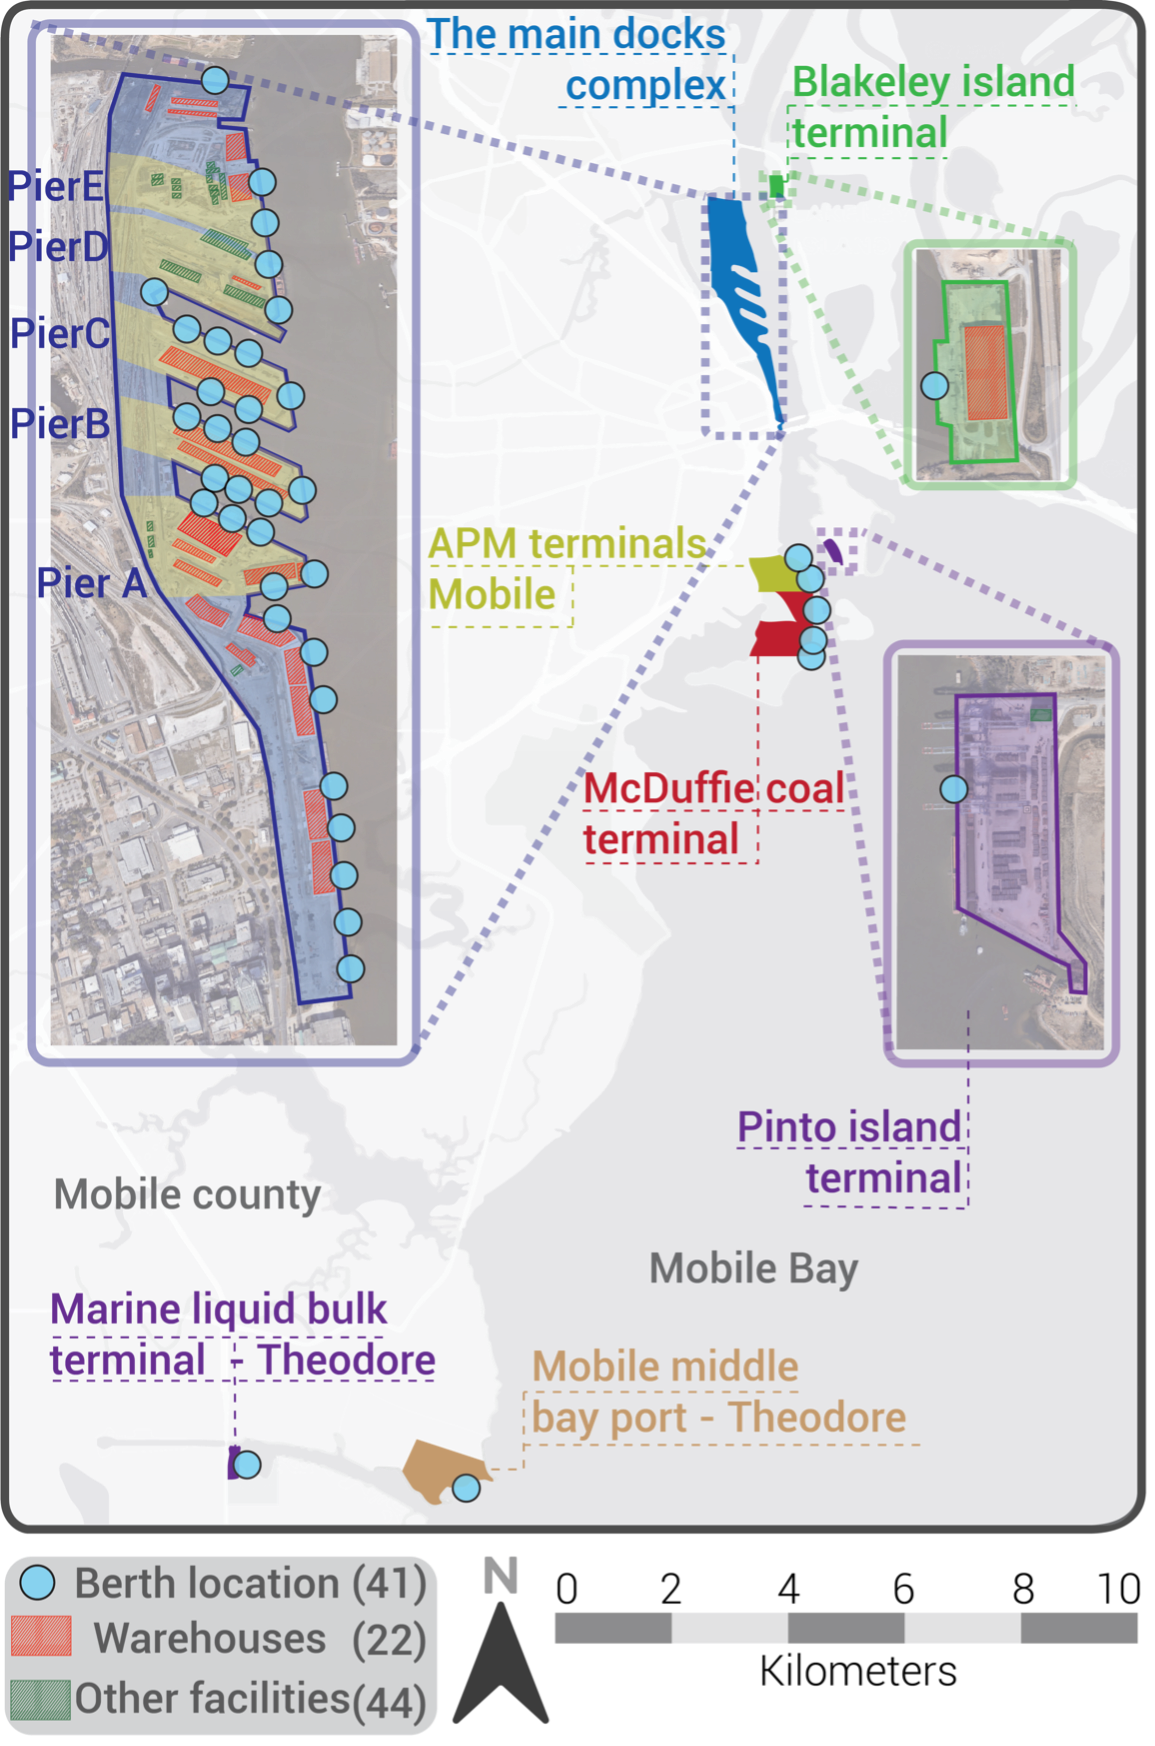 The main docks
complex
Blakeley island
terminal
PierE
PierD
PierC
PierB
Pier A
APM terminals
Mobile
McDuffie coal
terminal
Pinto island
terminal
Mobile county
Mobile Bay
Marine liquid bulk
terminal - Theodore
Mobile middle
bay port - Theodore
Berth location (41)
Warehouses (22)
Other facilities(44)
N
0 2 4 6 8 10
Kilometers